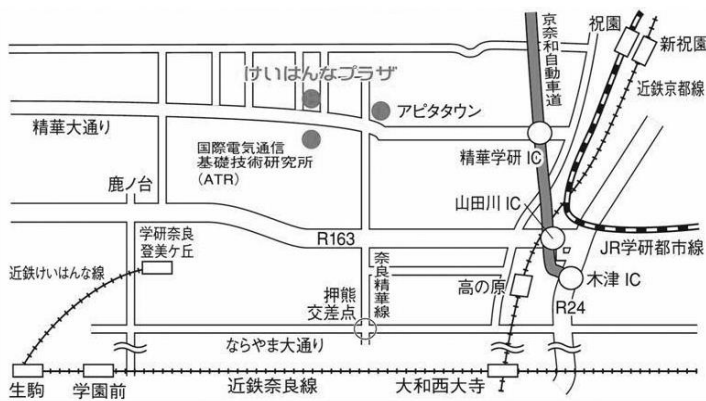 祝園
新祝園
近鉄京都線
京奈和自動車道
けいはんなプラザ
アピタタウン
精華大通り
国際電気通信
基礎技術研究所
(ATR)
精華学研 IC
鹿ノ台
山田川 IC
学研奈良
登美ケ丘
R163
JR学研都市線
近鉄けいはんな線
奈良精華線
押熊
交差点
高の原
木津 IC
R24
ならやま大通り
生駒
学園前
近鉄奈良線
大和西大寺